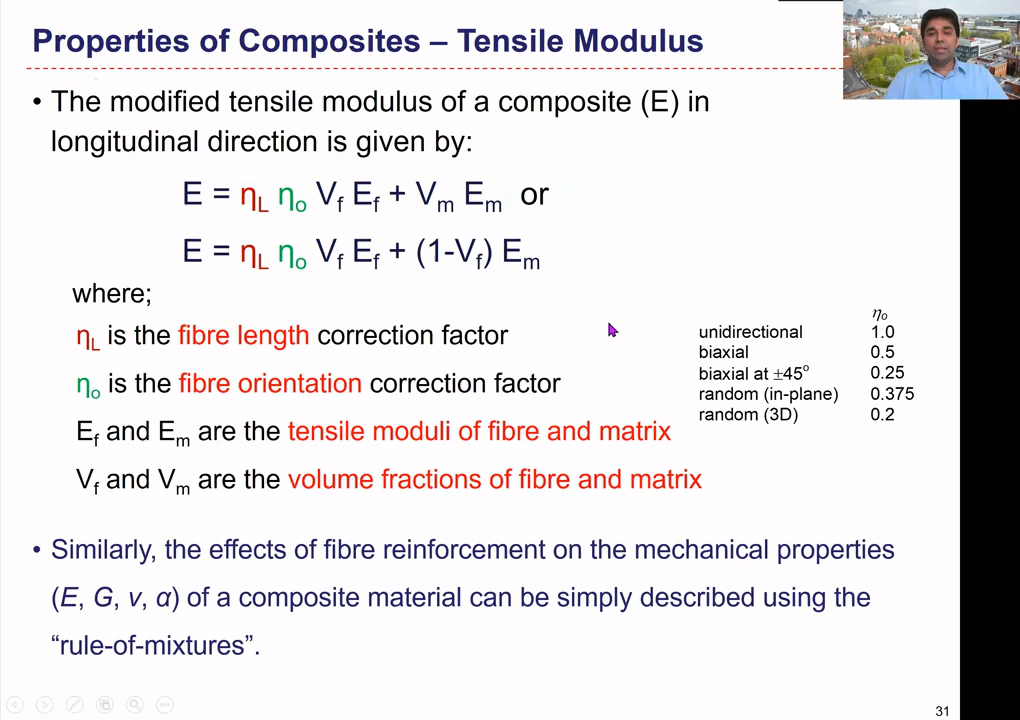 Properties of Composites – Tensile Modulus
• The modified tensile modulus of a composite (E) in
longitudinal direction is given by:
E = ηL ηo Vf Ef + Vm Em or
E = ηL ηo Vf Ef + (1-Vf) Em
where;
ηL is the fibre length correction factor
ηo is the fibre orientation correction factor
Ef and Em are the tensile moduli of fibre and matrix
Vf and Vm are the volume fractions of fibre and matrix
ηo
unidirectional 1.0
biaxial 0.5
biaxial at ±45° 0.25
random (in-plane) 0.375
random (3D) 0.2
• Similarly, the effects of fibre reinforcement on the mechanical properties
(E, G, ν, α) of a composite material can be simply described using the
“rule-of-mixtures”.
31